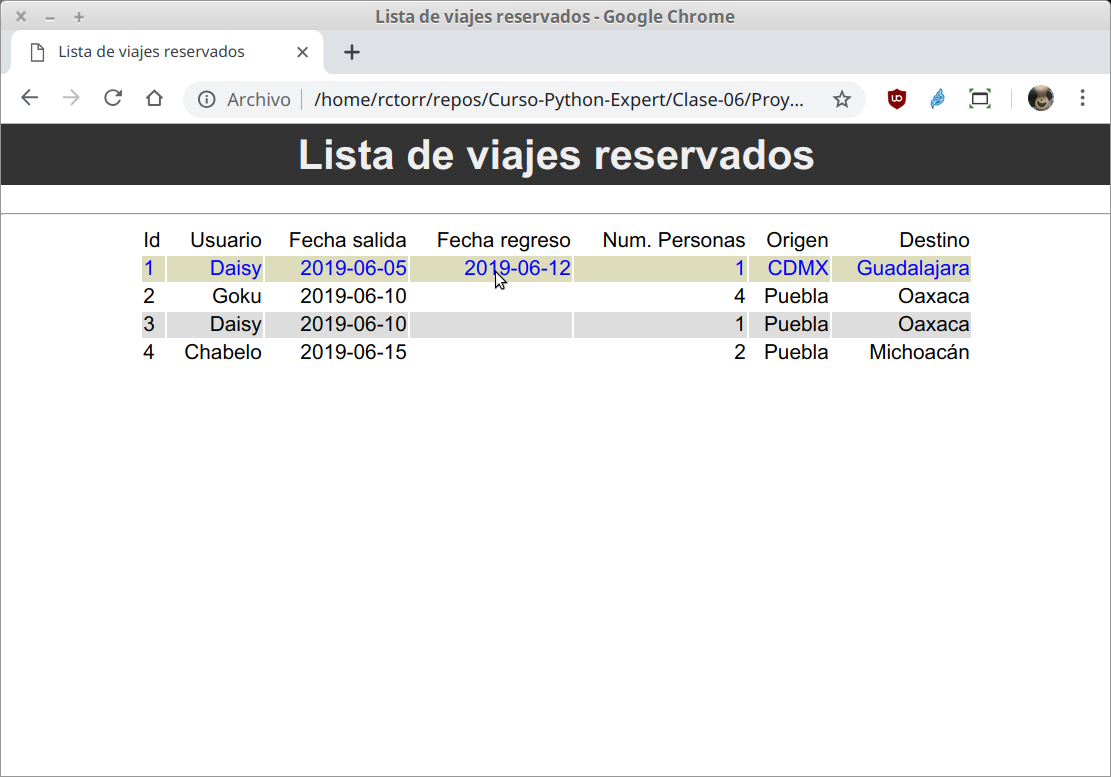 Lista de viajes reservados - Google Chrome
Lista de viajes reservados
Archivo /home/rctorr/repos/Curso-Python-Expert/Clase-06/Proy...
Lista de viajes reservados
Id Usuario Fecha salida Fecha regreso Num. Personas Origen Destino
1 Daisy 2019-06-05 2019-06-12 1 CDMX Guadalajara
2 Goku 2019-06-10 4 Puebla Oaxaca
3 Daisy 2019-06-10 1 Puebla Oaxaca
4 Chabelo 2019-06-15 2 Puebla Michoacán